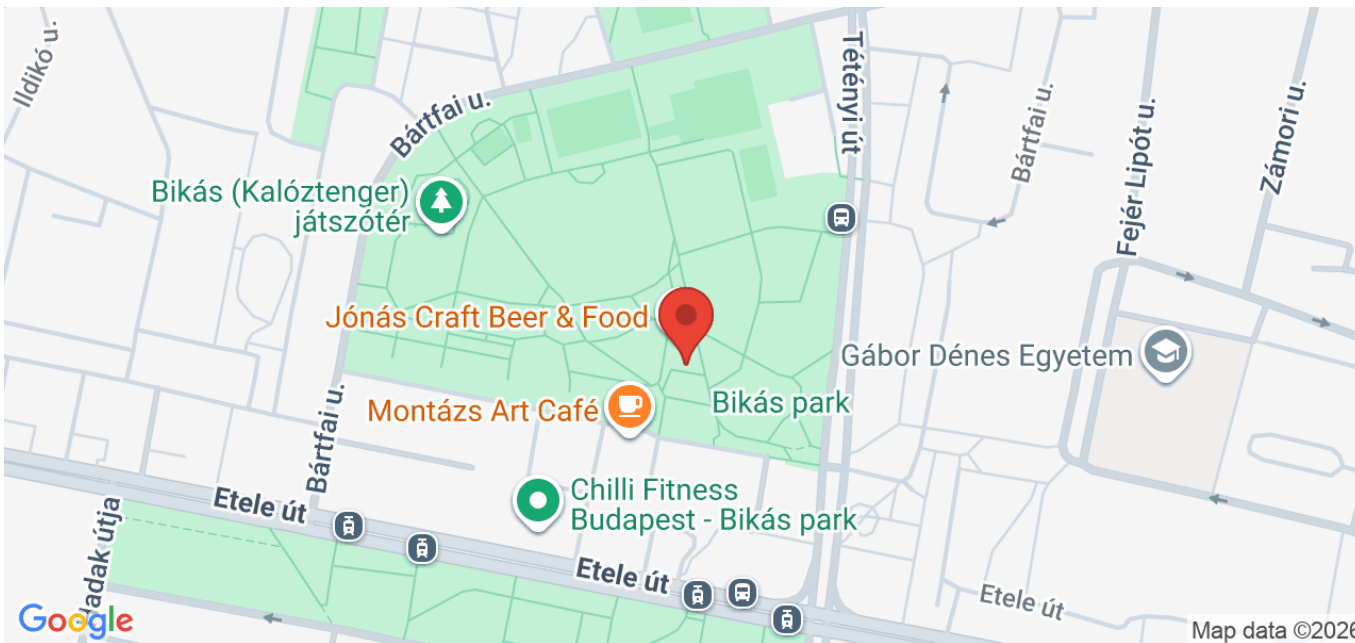 Ildikó u.
Bártfai u.
Tétényi út
Bártfai u.
Fejér Lipót u.
Zámori u.
Bikás (Kalóztenger)
játszótér
Jónás Craft Beer & Food
Gábor Dénes Egyetem
Montázs Art Café
Bikás park
Bártfai u.
Etele út
Chilli Fitness
Budapest - Bikás park
Etele út
Etele út
útja
Google
Map data ©2026